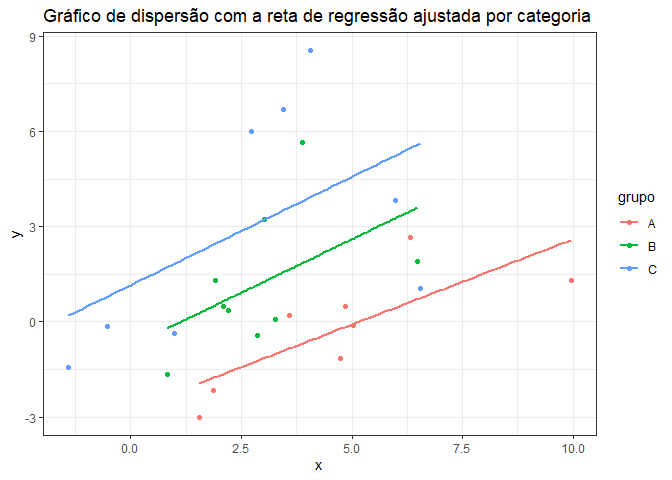 Gráfico de dispersão com a reta de regressão ajustada por categoria
9
6
3
0
-3
y
0.0 2.5 5.0 7.5 10.0
x
grupo
A
B
C